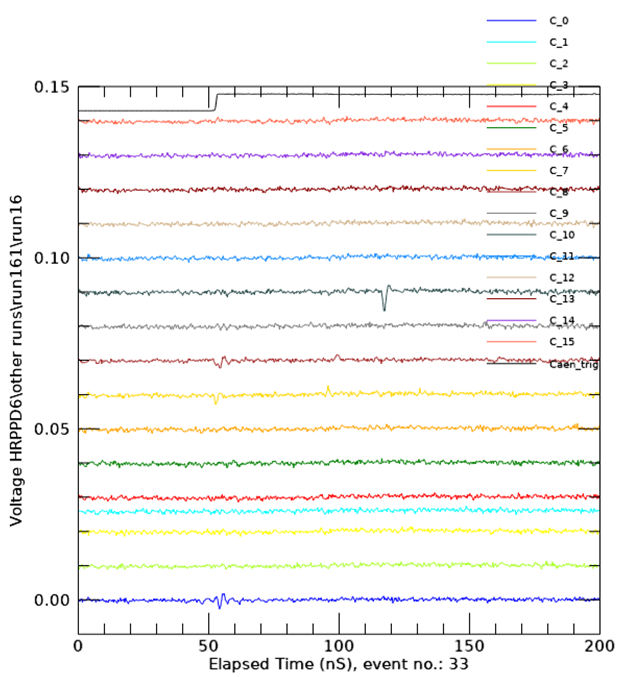 C_0
C_1
C_2
C_3
C_4
C_5
C_6
C_7
C_8
C_9
C_10
C_11
C_12
C_13
C_14
C_15
Caen_trig
0.15
0.10
0.05
0.00
Voltage HRPPD6\other runs\run161\run16
0 50 100 150 200
Elapsed Time (nS), event no.: 33